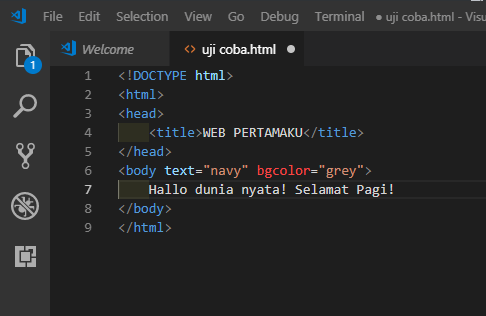 File Edit Selection View Go Debug Terminal ● uji coba.html - Visu
Welcome
<> uji coba.html ●
1 <!DOCTYPE html>
2 <html>
3 <head>
4 <title>WEB PERTAMAKU</title>
5 </head>
6 <body text="navy" bgcolor="grey">
7 Hallo dunia nyata! Selamat Pagi!
8 </body>
9 </html>
1